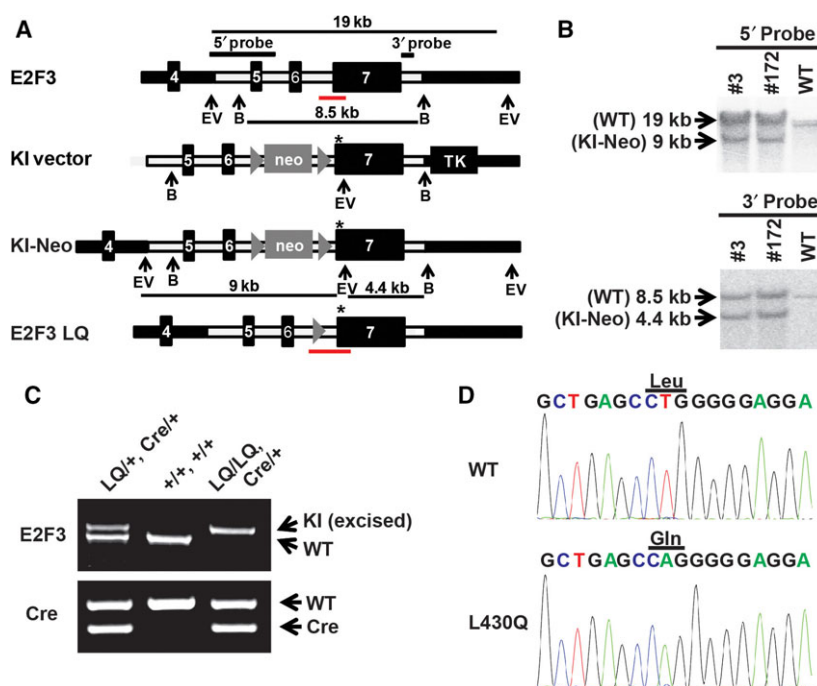 A
19 kb
5′ probe
3′ probe
E2F3
4
5
6
7
EV
B
8.5 kb
B
EV
KI vector
5
6
neo
*
7
TK
B
EV
B
KI-Neo
4
5
6
neo
*
7
EV
B
EV
B
EV
9 kb
4.4 kb
E2F3 LQ
4
5
6
*
7
B
5′ Probe
#3
#172
WT
(WT) 19 kb
(KI-Neo) 9 kb
3′ Probe
#3
#172
WT
(WT) 8.5 kb
(KI-Neo) 4.4 kb
C
LQ/+, Cre/+
+/+, +/+
LQ/LQ,
Cre/+
E2F3
KI (excised)
WT
Cre
WT
Cre
D
Leu
GCTGAGCCTGGGGGAGGA
WT
Gln
GCTGAGCCAGGGGGAGGA
L430Q